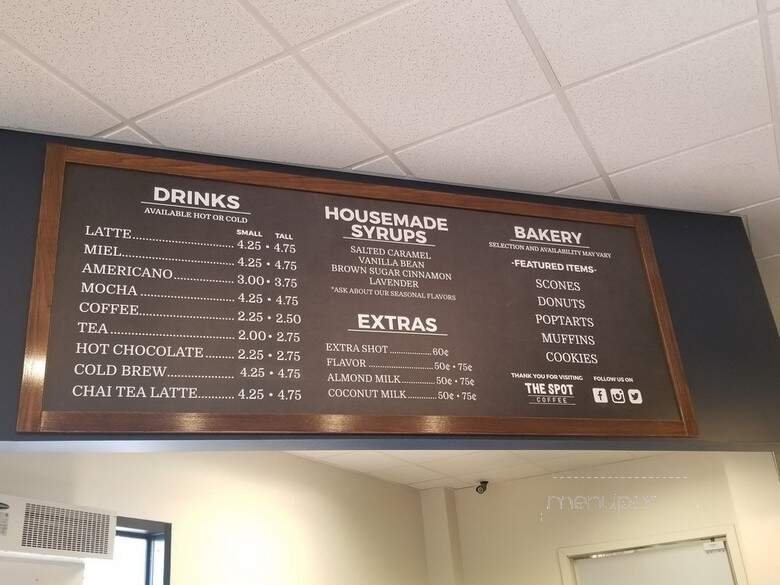 DRINKS
AVAILABLE HOT OR COLD
SMALL TALL
LATTE 4.25 • 4.75
MIEL 4.25 • 4.75
AMERICANO 3.00 • 3.75
MOCHA 4.25 • 4.75
COFFEE 2.25 • 2.50
TEA 2.00 • 2.75
HOT CHOCOLATE 2.25 • 2.75
COLD BREW 4.25 • 4.75
CHAI TEA LATTE 4.25 • 4.75
HOUSEMADE
SYRUPS
SALTED CARAMEL
VANILLA BEAN
BROWN SUGAR CINNAMON
LAVENDER
*ASK ABOUT OUR SEASONAL FLAVORS
EXTRAS
EXTRA SHOT 60¢
FLAVOR 50¢ • 75¢
ALMOND MILK 50¢ • 75¢
COCONUT MILK 50¢ • 75¢
BAKERY
SELECTION AND AVAILABILITY MAY VARY
-FEATURED ITEMS-
SCONES
DONUTS
POPTARTS
MUFFINS
COOKIES
THANK YOU FOR VISITING
THE SPOT
COFFEE
FOLLOW US ON